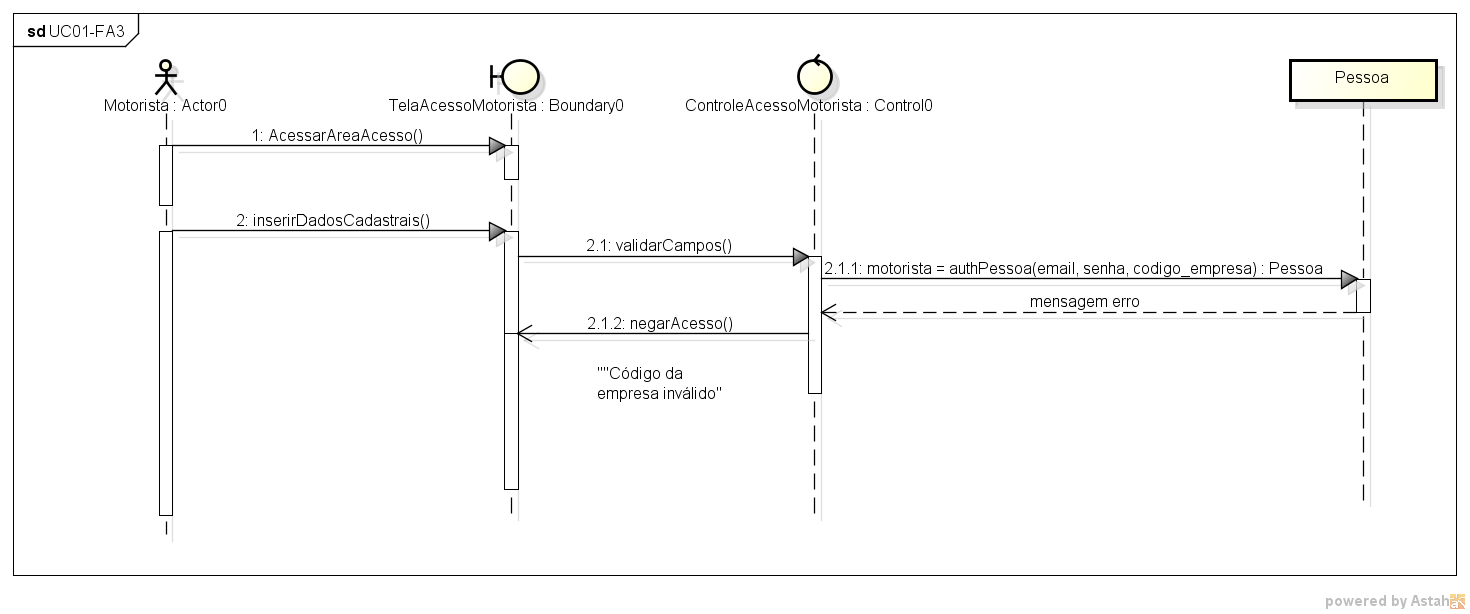 sd UC01-FA3
Motorista : Actor0
TelaAcessoMotorista : Boundary0
ControleAcessoMotorista : Control0
Pessoa
1: AcessarAreaAcesso()
2: inserirDadosCadastrais()
2.1: validarCampos()
2.1.1: motorista = authPessoa(email, senha, codigo_empresa) : Pessoa
mensagem erro
2.1.2: negarAcesso()
""Código da
empresa inválido"
powered by Astah